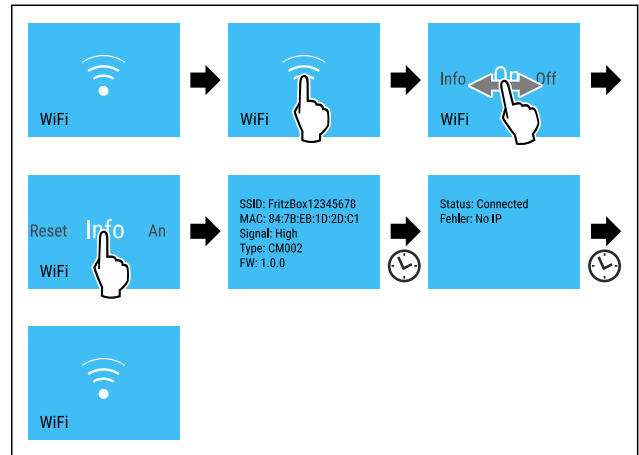 WiFi
WiFi
Info On Off
WiFi
Reset Info An
WiFi
SSID: FritzBox12345678
MAC: 84:7B:EB:1D:2D:C1
Signal: High
Type: CM002
FW: 1.0.0
Status: Connected
Fehler: No IP
WiFi